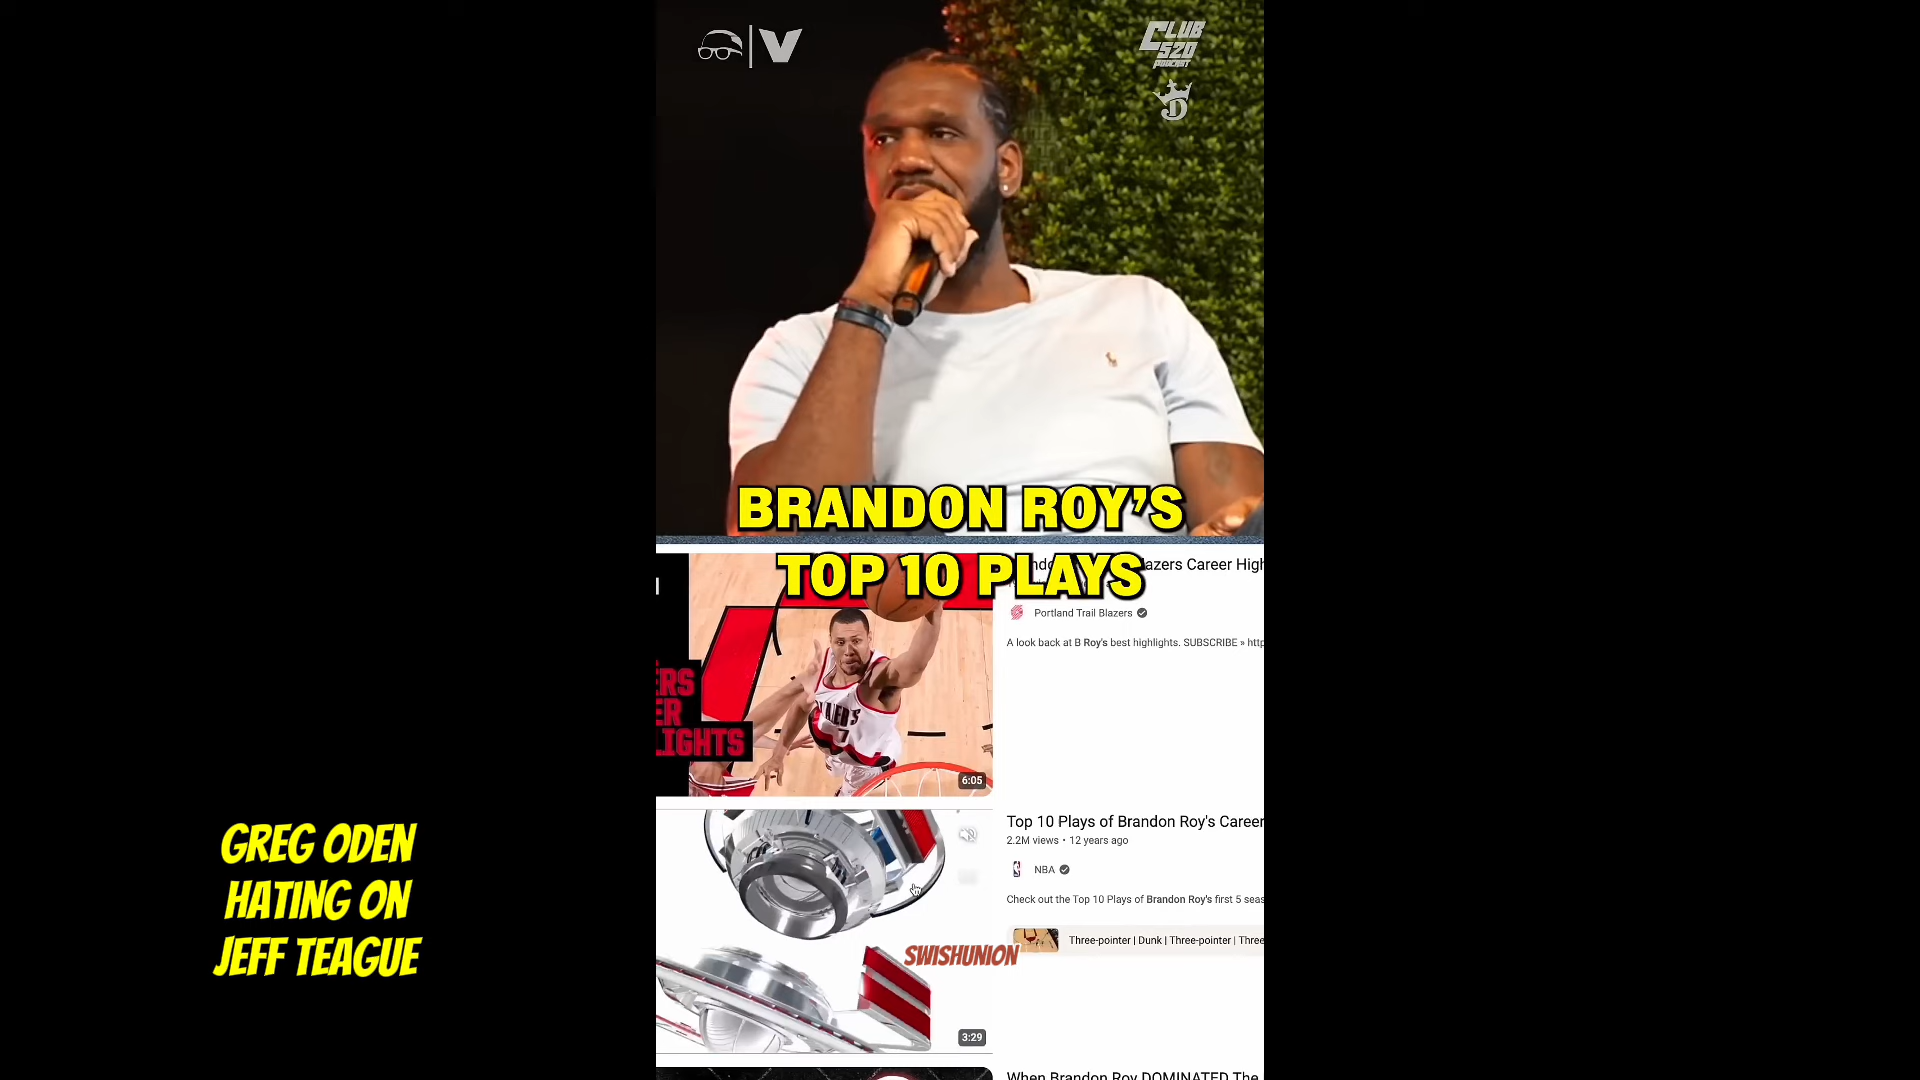 CLUB
520
PODCAST
BRANDON ROY'S
TOP 10 PLAYS
azers Career High
Portland Trail Blazers
A look back at B Roy's best highlights. SUBSCRIBE » http
ERS
ER
LIGHTS
BLAZERS
7
6:05
Top 10 Plays of Brandon Roy's Career
2.2M views • 12 years ago
NBA
Check out the Top 10 Plays of Brandon Roy's first 5 seas
Three-pointer | Dunk | Three-pointer | Three
SWISHUNION
3:29
When Brandon Roy DOMINATED The
GREG ODEN
HATING ON
JEFF TEAGUE